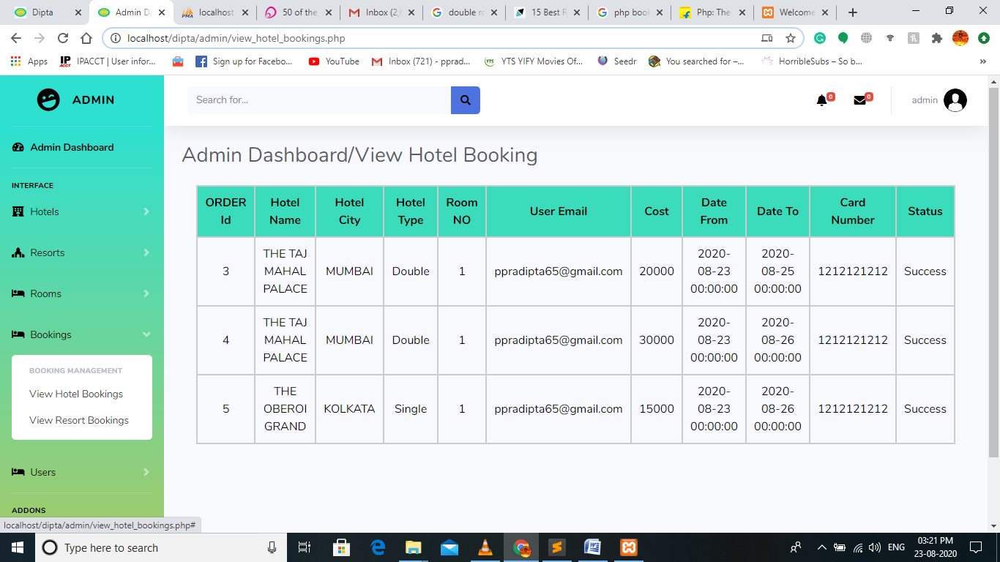 Dipta
Admin Da
localhost
50 of the
Inbox (2,
double ro
15 Best R
php boo
Php: The
Welcome
localhost/dipta/admin/view_hotel_bookings.php
Apps
IP
ACCT
IPACCT | User infor...
Sign up for Facebo...
YouTube
Inbox (721) - pprad...
YTS YIFY Movies Of...
Seedr
You searched for –...
HorribleSubs – So b...
»
ADMIN
Search for...
0
0
admin
Admin Dashboard
INTERFACE
Hotels
Resorts
Rooms
Bookings
BOOKING MANAGEMENT
View Hotel Bookings
View Resort Bookings
Users
ADDONS
Admin Dashboard/View Hotel Booking
ORDER Id Hotel Name Hotel City Hotel Type Room NO User Email Cost Date From Date To Card Number Status
3 THE TAJ MAHAL PALACE MUMBAI Double 1 ppradipta65@gmail.com 20000 2020-08-23 00:00:00 2020-08-25 00:00:00 1212121212 Success
4 THE TAJ MAHAL PALACE MUMBAI Double 1 ppradipta65@gmail.com 30000 2020-08-23 00:00:00 2020-08-26 00:00:00 1212121212 Success
5 THE OBEROI GRAND KOLKATA Single 1 ppradipta65@gmail.com 15000 2020-08-23 00:00:00 2020-08-26 00:00:00 1212121212 Success
localhost/dipta/admin/view_hotel_bookings.php#
Type here to search
ENG
03:21 PM
23-08-2020